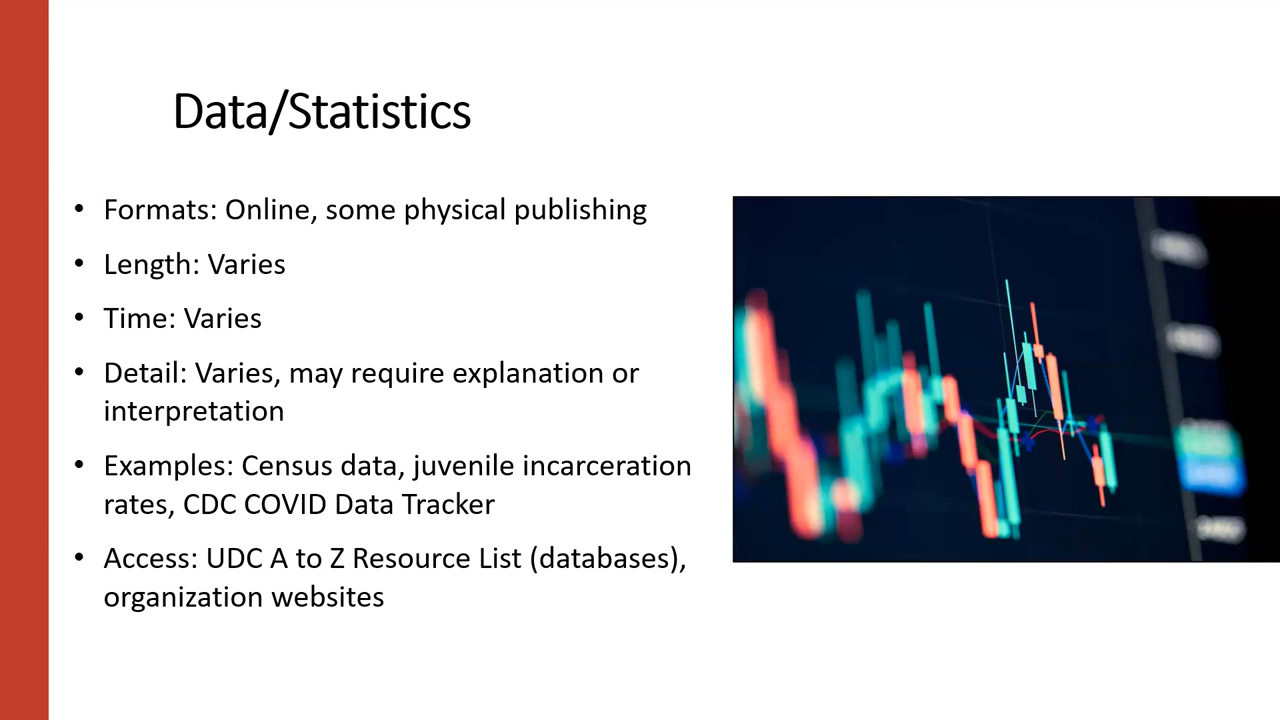 Data/Statistics
• Formats: Online, some physical publishing
• Length: Varies
• Time: Varies
• Detail: Varies, may require explanation or
interpretation
• Examples: Census data, juvenile incarceration
rates, CDC COVID Data Tracker
• Access: UDC A to Z Resource List (databases),
organization websites